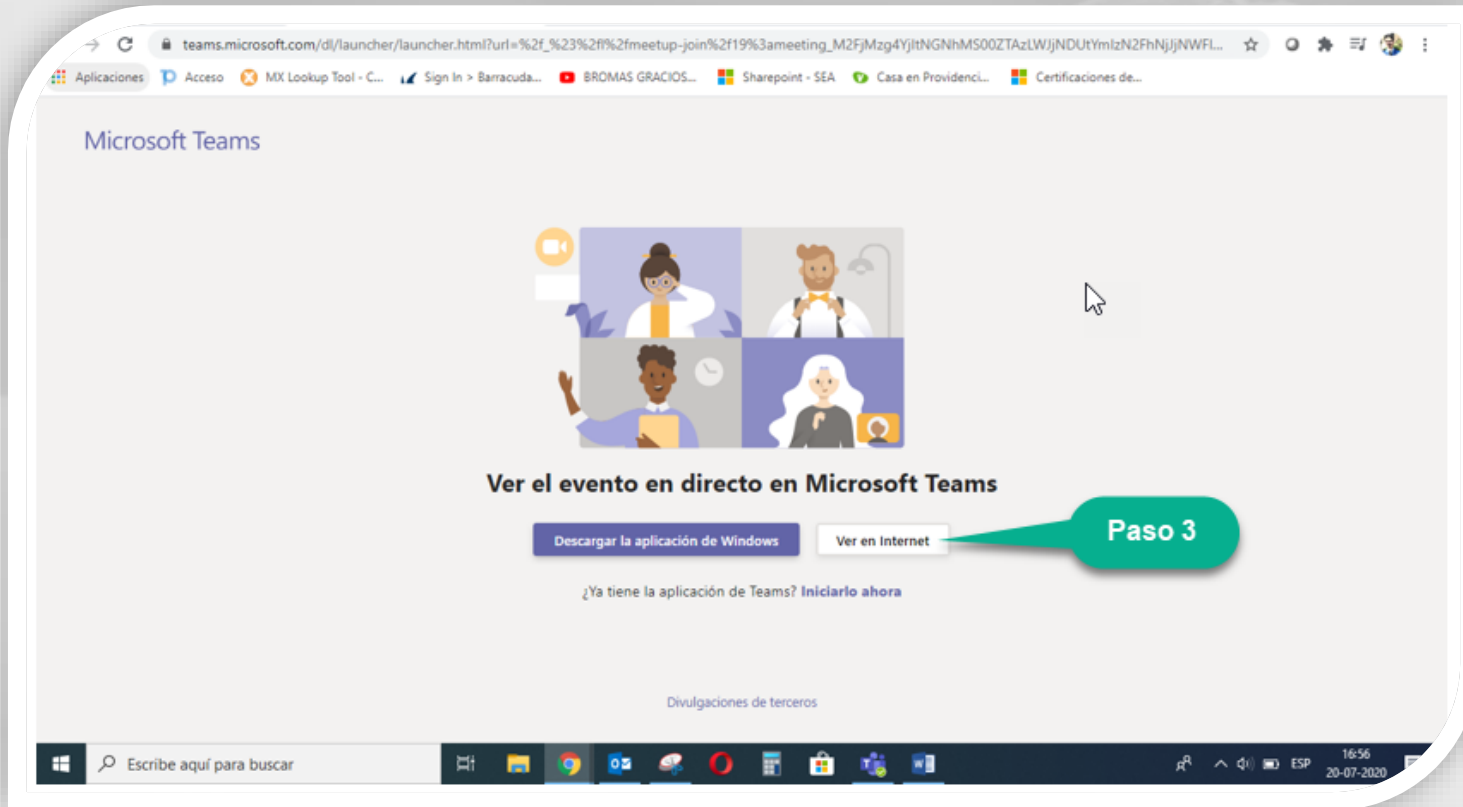 teams.microsoft.com/dl/launcher/launcher.html?url=%2f_%23%2fl%2fmeetup-join%2f19%3ameeting_M2FjMzg4YjItNGNhMS00ZTAzLWJjNDUtYmIzN2FhNjJjNWFl...
Aplicaciones Acceso MX Lookup Tool - C... Sign In > Barracuda... BROMAS GRACIOS... Sharepoint - SEA Casa en Providenci... Certificaciones de...
Microsoft Teams
Ver el evento en directo en Microsoft Teams
Descargar la aplicación de Windows Ver en Internet Paso 3
¿Ya tiene la aplicación de Teams? Iniciarlo ahora
Divulgaciones de terceros
Escribe aquí para buscar ESP 16:56
20-07-2020